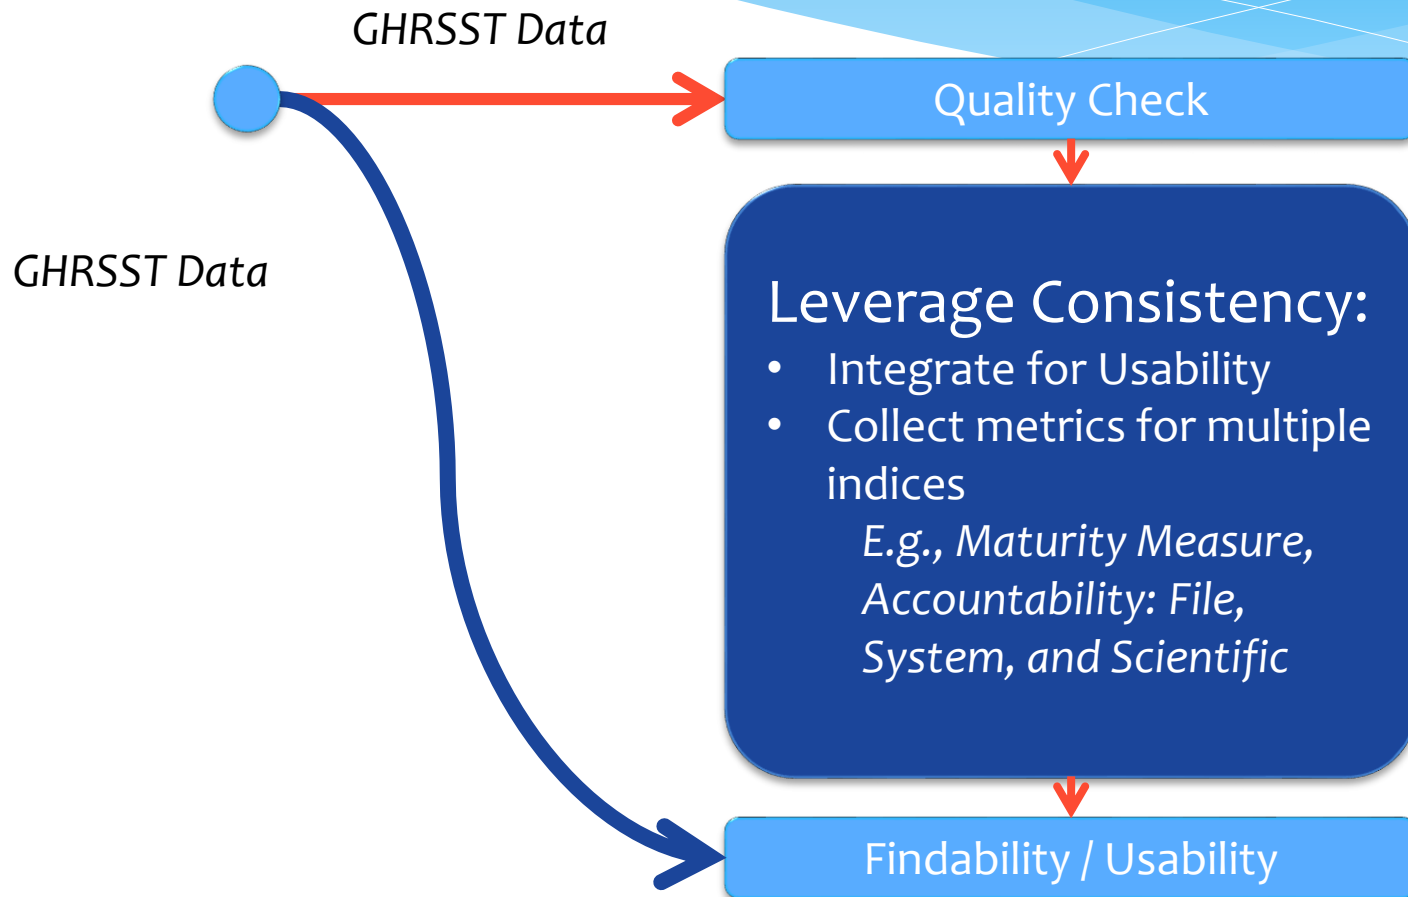 GHRSST Data
Quality Check
GHRSST Data
Leverage Consistency:
• Integrate for Usability
• Collect metrics for multiple
indices
E.g., Maturity Measure,
Accountability: File,
System, and Scientific
Findability / Usability